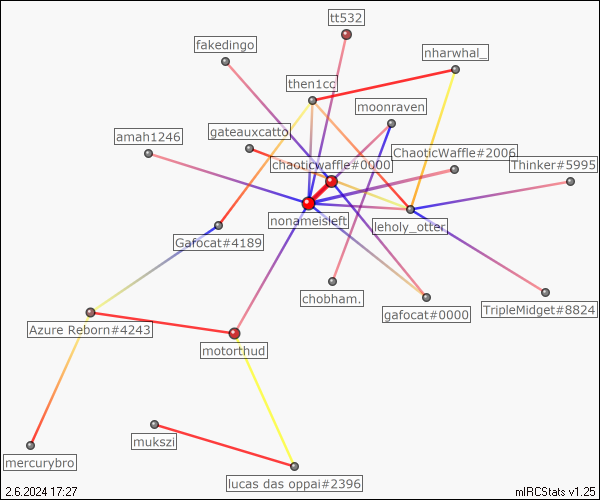 tt532
fakedingo
nharwhal_
then1cc
moonraven
gateauxcatto
amah1246
ChaoticWaffle#2006
chaoticwaffle#0000
Thinker#5995
nonameisleft
leholy_otter
Gafocat#4189
chobham.
gafocat#0000
TripleMidget#8824
Azure Reborn#4243
motorthud
mukszi
mercurybro
lucas das oppai#2396
2.6.2024 17:27
mIRCStats v1.25